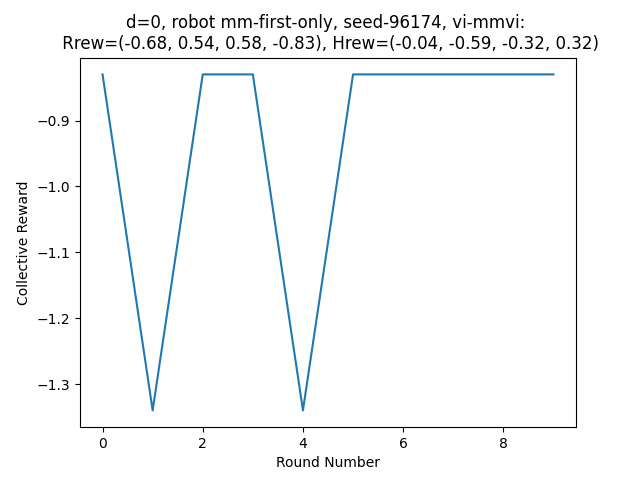 d=0, robot mm-first-only, seed-96174, vi-mmvi:
Rrew=(-0.68, 0.54, 0.58, -0.83), Hrew=(-0.04, -0.59, -0.32, 0.32)
−0.9
−1.0
−1.1
−1.2
−1.3
Collective Reward
0
2
4
6
8
Round Number